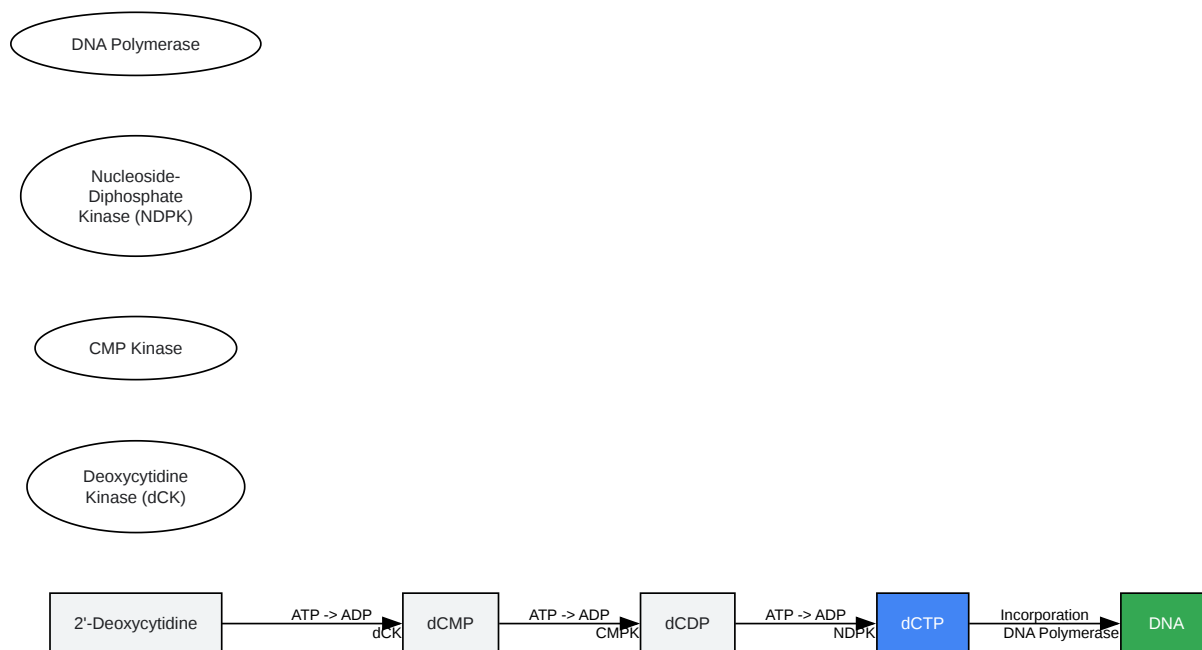 DNA Polymerase
Nucleoside-
Diphosphate
Kinase (NDPK)
CMP Kinase
Deoxycytidine
Kinase (dCK)
2'-Deoxycytidine
ATP -> ADP
dCK
dCMP
ATP -> ADP
CMPK
dCDP
ATP -> ADP
NDPK
dCTP
Incorporation
DNA Polymerase
DNA